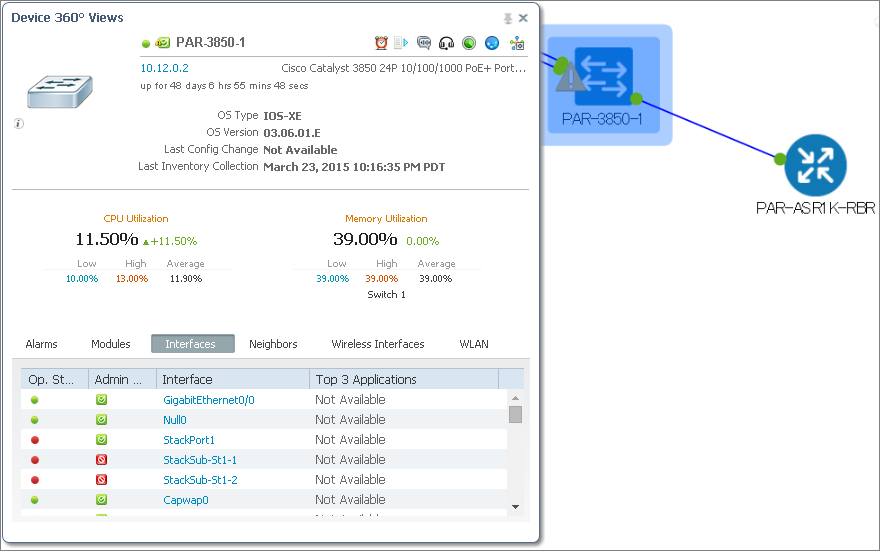 Device 360° Views
PAR-3850-1
10.12.0.2 Cisco Catalyst 3850 24P 10/100/1000 PoE+ Port...
up for 48 days 6 hrs 55 mins 48 secs
OS Type IOS-XE
OS Version 03.06.01.E
Last Config Change Not Available
Last Inventory Collection March 23, 2015 10:16:35 PM PDT
CPU Utilization Memory Utilization
11.50% +11.50% 39.00% 0.00%
Low High Average Low High Average
10.00% 13.00% 11.90% 39.00% 39.00% 39.00%
Switch 1
Alarms Modules Interfaces Neighbors Wireless Interfaces WLAN
Op. St... Admin ... Interface Top 3 Applications
GigabitEthernet0/0 Not Available
Null0 Not Available
StackPort1 Not Available
StackSub-St1-1 Not Available
StackSub-St1-2 Not Available
Capwap0 Not Available
PAR-3850-1
PAR-ASR1K-RBR